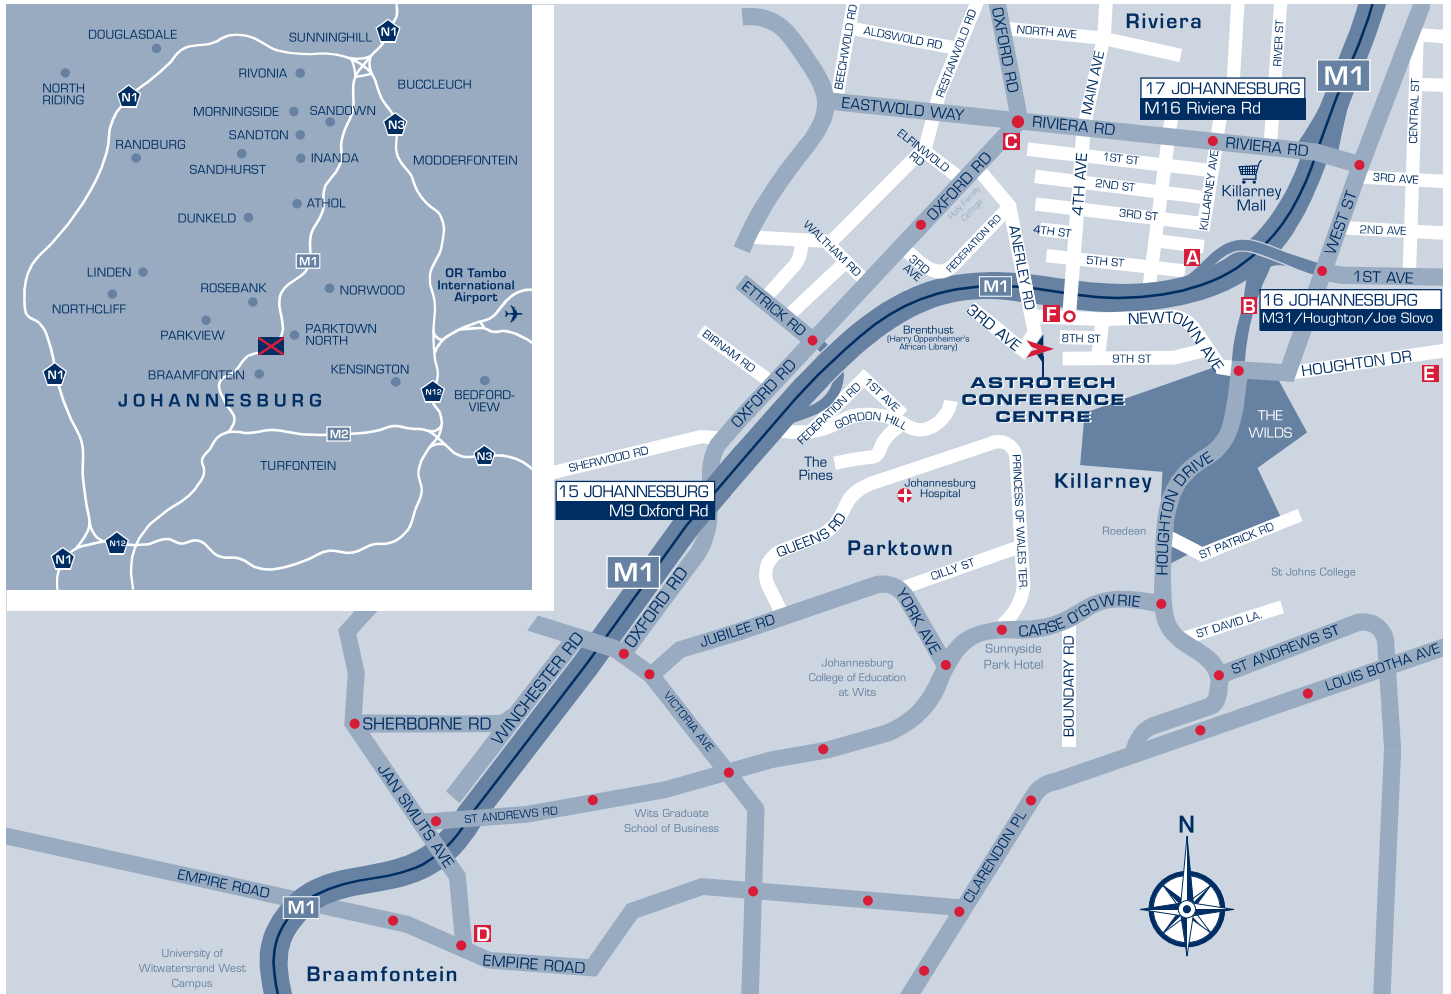 DOUGLASDALE
SUNNINGHILL
N1
NORTH
RIDING
RIVONIA
BUCCLEUCH
N1
MORNINGSIDE
SANDOWN
N3
SANDTON
RANDBURG
SANDHURST
INANDA
MODDERFONTEIN
DUNKELD
ATHOL
M1
LINDEN
OR Tambo
International
Airport
ROSEBANK
NORWOOD
NORTHCLIFF
PARKVIEW
PARKTOWN
NORTH
N1
BRAAMFONTEIN
KENSINGTON
N12
BEDFORD-
VIEW
JOHANNESBURG
M2
N3
TURFONTEIN
N1
N12
BEECHWOLD RD
ALDSWOLD RD
RESTANWOLD RD
OXFORD RD
NORTH AVE
Riviera
RIVER ST
M1
MAIN AVE
17 JOHANNESBURG
M16 Riviera Rd
CENTRAL ST
EASTWOLD WAY
RIVIERA RD
C
RIVIERA RD
ELFINWOLD
RD
OXFORD RD
1ST ST
2ND ST
3RD ST
4TH ST
5TH ST
4TH AVE
KILLARNEY AVE
Killarney
Mall
3RD AVE
Holy Family
College
WALTHAM RD
3RD
AVE
FEDERATION RD
ANERLEY RD
WEST ST
2ND AVE
A
1ST AVE
M1
ETTRICK RD
B
16 JOHANNESBURG
M31/Houghton/Joe Slovo
F
3RD AVE
NEWTOWN AVE
Brenthust
(Harry Oppenheimer's
African Library)
8TH ST
9TH ST
BIRNAM RD
OXFORD RD
HOUGHTON DR
E
ASTROTECH
CONFERENCE
CENTRE
FEDERATION RD
1ST AVE
GORDON HILL
THE
WILDS
SHERWOOD RD
The
Pines
PRINCESS OF WALES TER.
Killarney
HOUGHTON DRIVE
15 JOHANNESBURG
M9 Oxford Rd
Johannesburg
Hospital
QUEENS RD
Parktown
Roedean
ST PATRICK RD
M1
CILLY ST
St Johns College
OXFORD RD
JUBILEE RD
YORK AVE
CARSE O'GOWRIE
ST DAVID LA.
WINCHESTER RD
Sunnyside
Park Hotel
BOUNDARY RD
ST ANDREWS ST
LOUIS BOTHA AVE
Johannesburg
College of Education
at Wits
SHERBORNE RD
VICTORIA AVE
JAN SMUTS AVE
ST ANDREWS RD
Wits Graduate
School of Business
CLARENDON PL
N
EMPIRE ROAD
M1
D
EMPIRE ROAD
University of
Witwatersrand West
Campus
Braamfontein